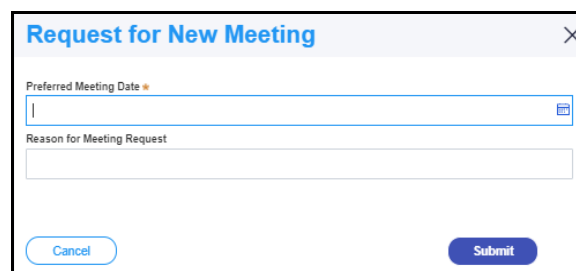 Request for New Meeting
Preferred Meeting Date *
Reason for Meeting Request
Cancel Submit